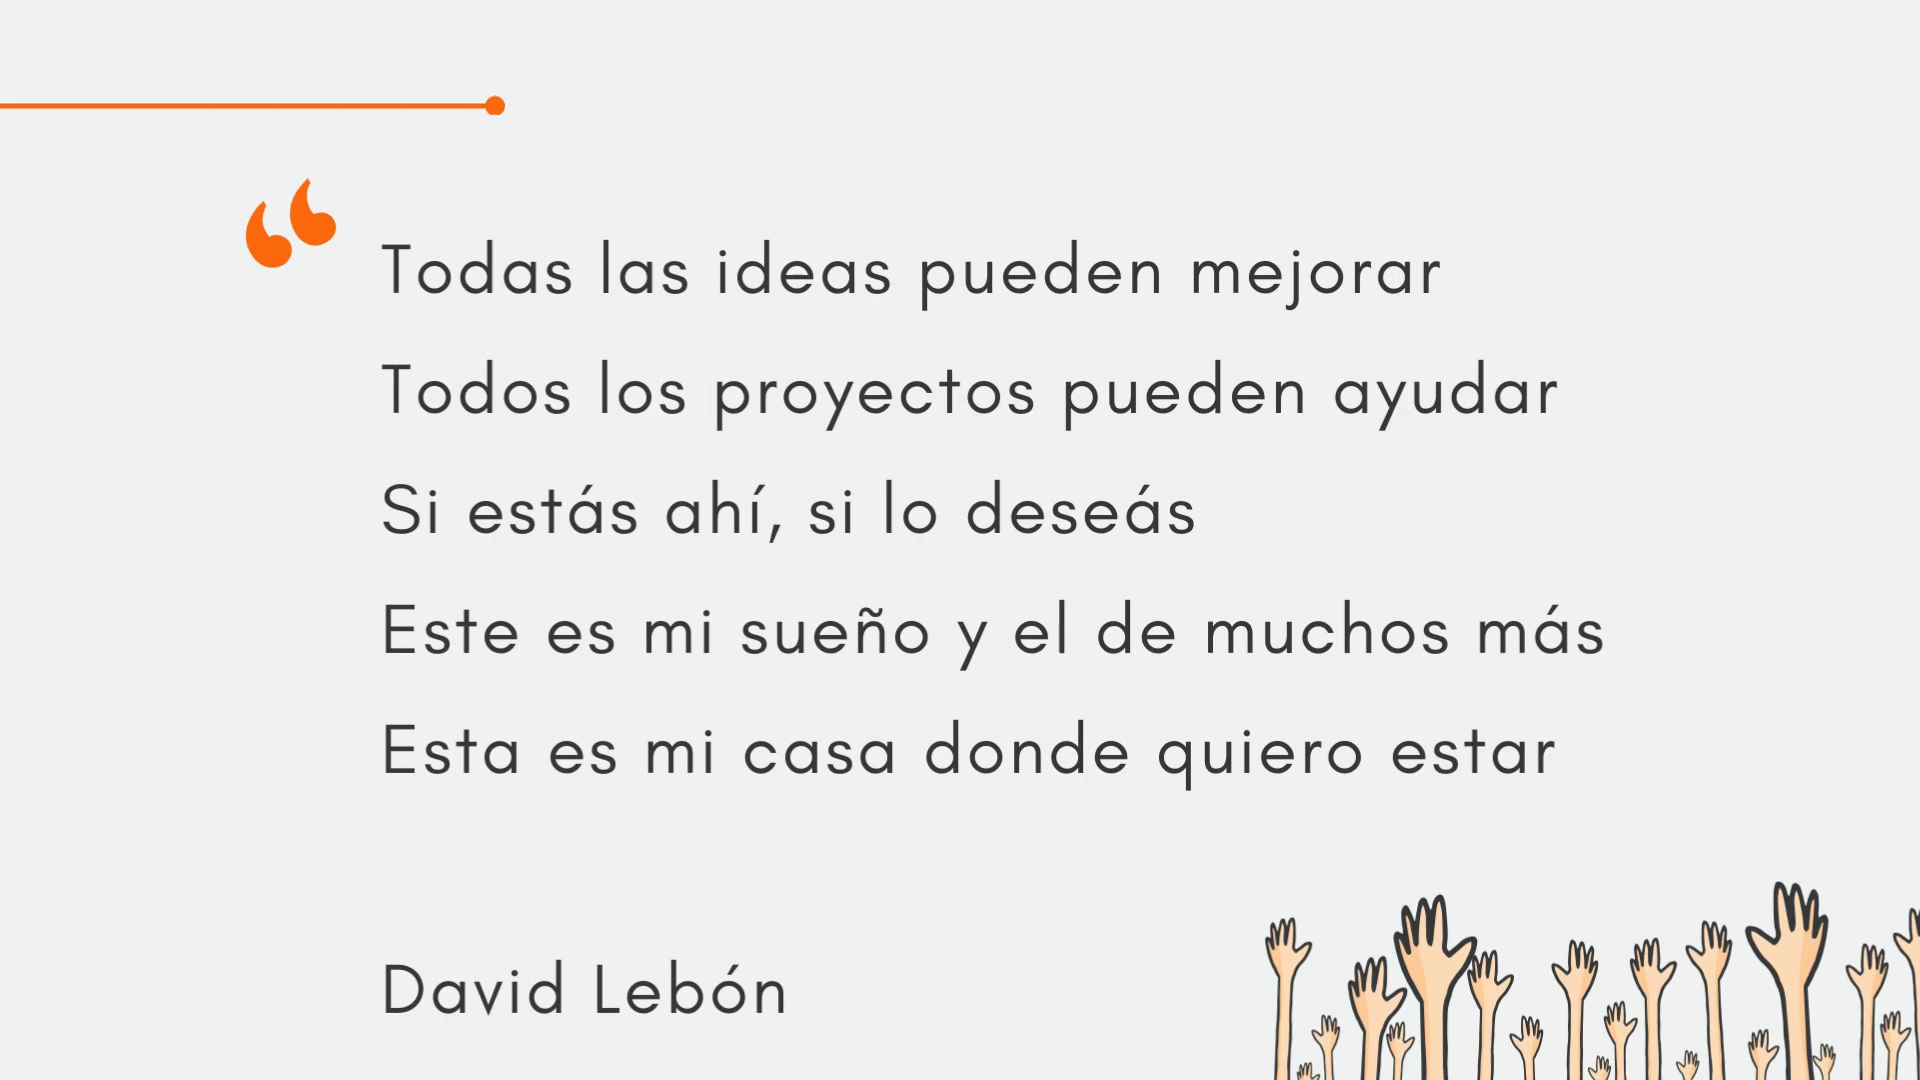 “
Todas las ideas pueden mejorar
Todos los proyectos pueden ayudar
Si estás ahí, si lo deseás
Este es mi sueño y el de muchos más
Esta es mi casa donde quiero estar
David Lebón